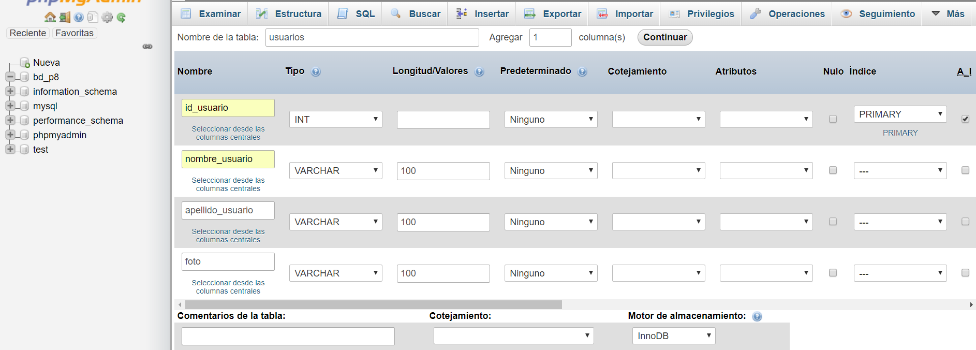 phpMyAdmin
Reciente Favoritas
Nueva
bd_p8
information_schema
mysql
performance_schema
phpmyadmin
test
Examinar Estructura SQL Buscar Insertar Exportar Importar Privilegios Operaciones Seguimiento Más
Nombre de la tabla: usuarios Agregar 1 columna(s) Continuar
Nombre Tipo Longitud/Valores Predeterminado Cotejamiento Atributos Nulo Índice A_I
id_usuario INT Ninguno PRIMARY
Seleccionar desde las
columnas centrales
PRIMARY
nombre_usuario VARCHAR 100 Ninguno ---
Seleccionar desde las
columnas centrales
apellido_usuario VARCHAR 100 Ninguno ---
Seleccionar desde las
columnas centrales
foto VARCHAR 100 Ninguno ---
Seleccionar desde las
columnas centrales
Comentarios de la tabla: Cotejamiento: Motor de almacenamiento:
InnoDB